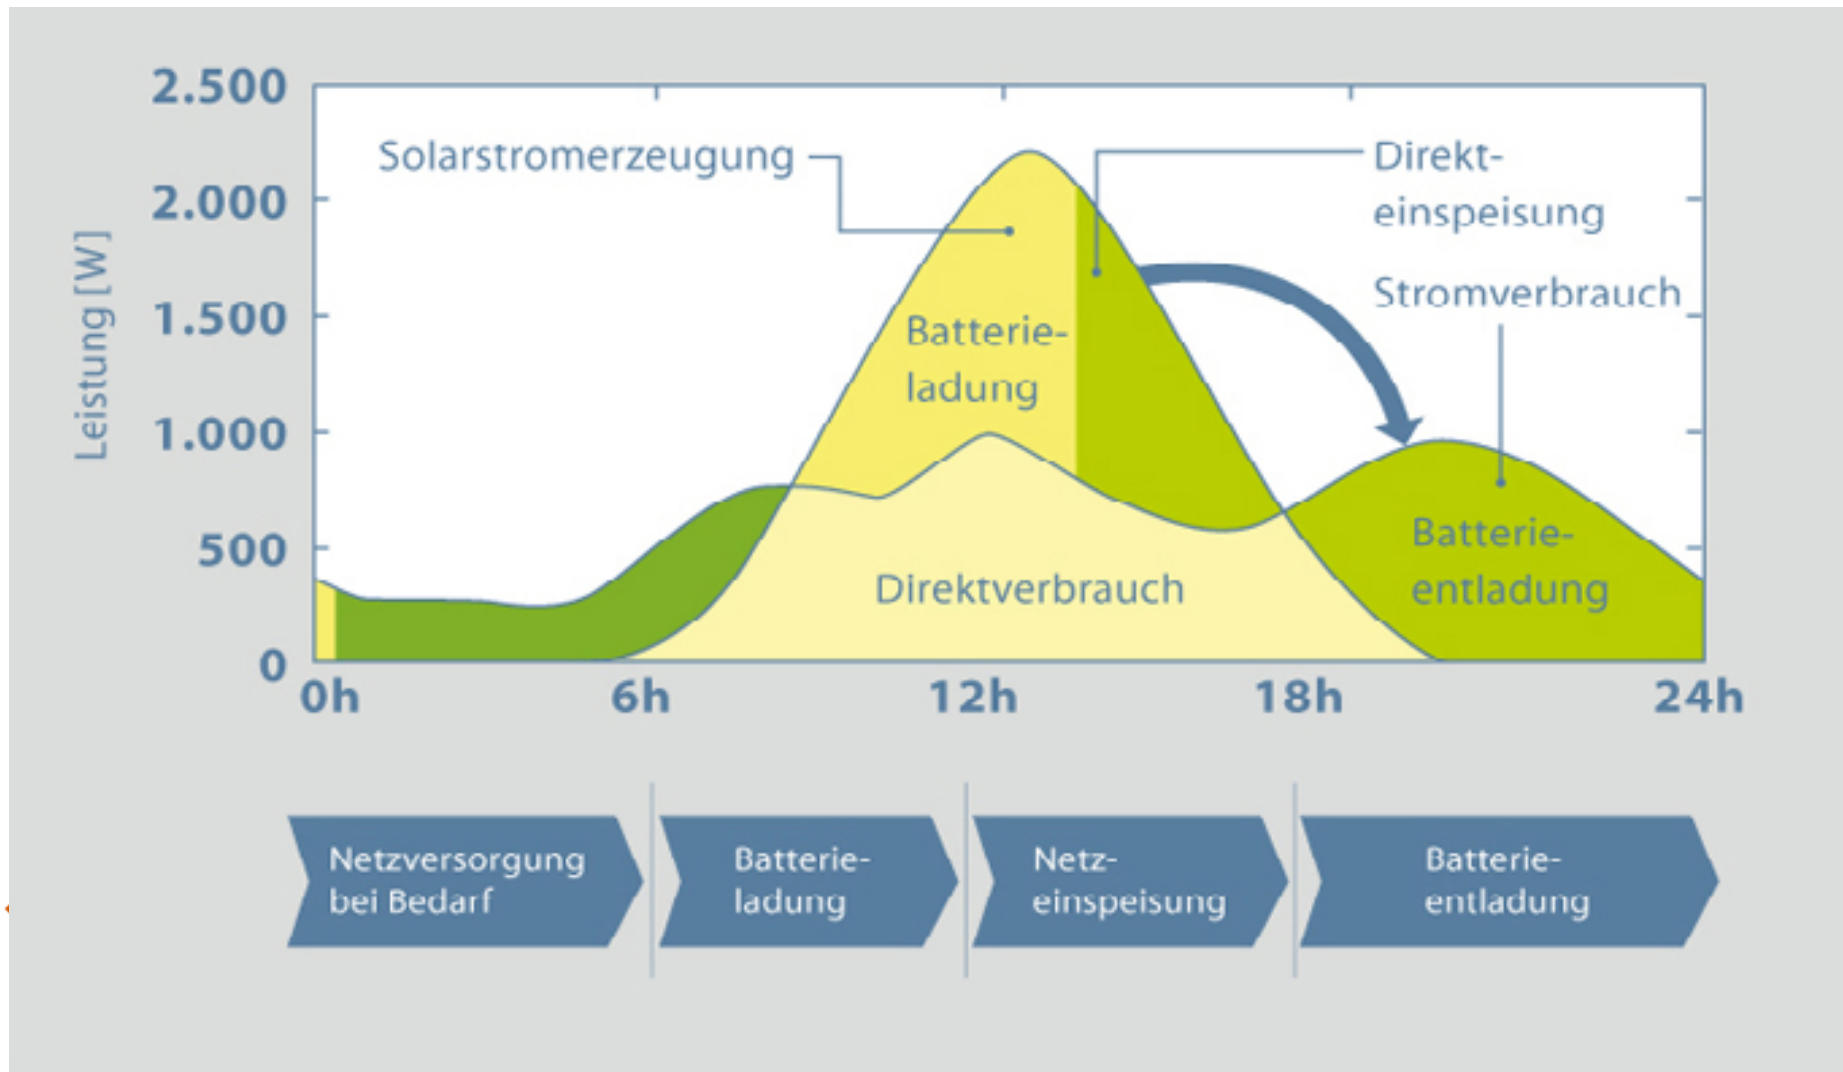 2.500
2.000
1.500
1.000
500
0
Leistung [W]
Solarstromerzeugung
Direkt-
einspeisung
Stromverbrauch
Batterie-
ladung
Direktverbrauch
Batterie-
entladung
0h
6h
12h
18h
24h
Netzversorgung
bei Bedarf
Batterie-
ladung
Netz-
einspeisung
Batterie-
entladung